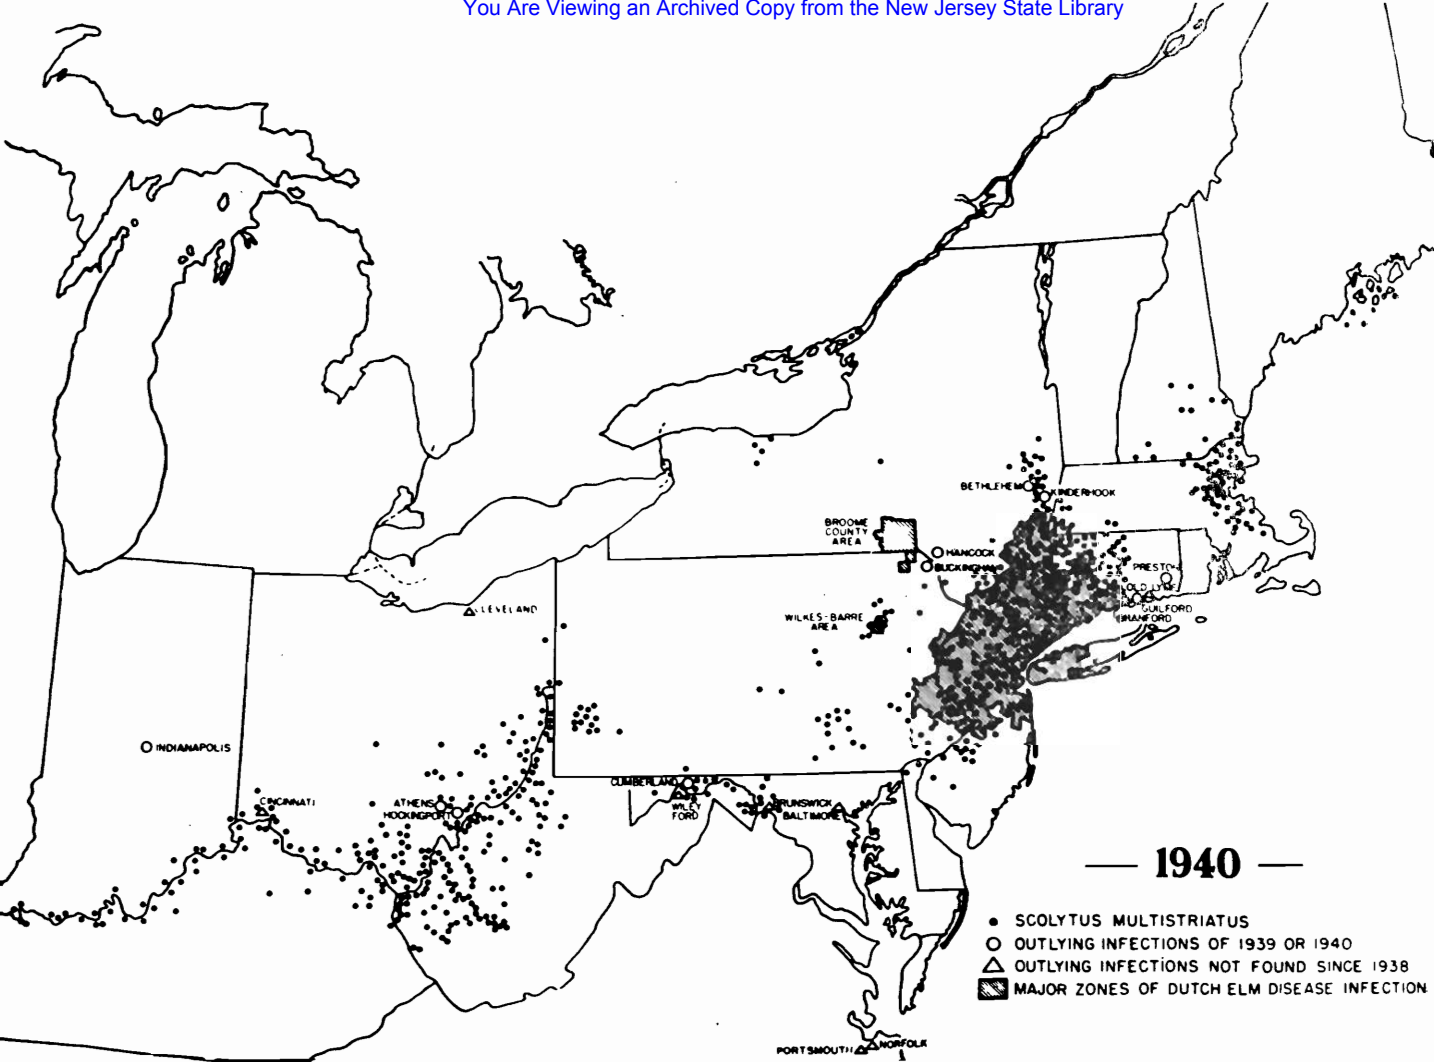 You Are Viewing an Archived Copy from the New Jersey State Library
BETHLEHEM
KINDERHOOK
BROOME
COUNTY
AREA
HANCOCK
BUCKINGHAM
PRESTON
OLD LYME
GUILFORD
BRANFORD
CLEVELAND
WILKES-BARRE
AREA
INDIANAPOLIS
CINCINNATI
ATHENS
HOCKINGPORT
CUMBERLAND
WILEY
FORD
BRUNSWICK
BALTIMORE
— 1940 —
SCOLYTUS MULTISTRIATUS
OUTLYING INFECTIONS OF 1939 OR 1940
OUTLYING INFECTIONS NOT FOUND SINCE 1938
MAJOR ZONES OF DUTCH ELM DISEASE INFECTION
PORTSMOUTH
NORFOLK